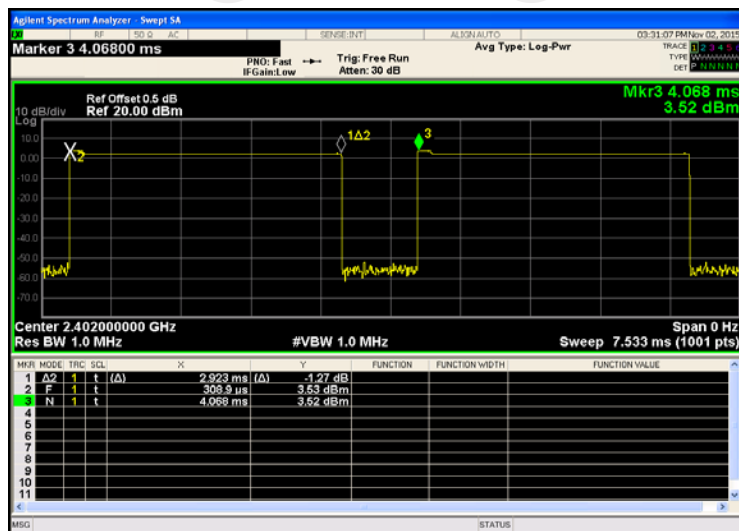 Agilent Spectrum Analyzer - Swept SA
RF 50 Ω AC SENSE:INT ALIGN AUTO 03:31:07 PM Nov 02, 2015
Marker 3 4.06800 ms
Avg Type: Log-Pwr
TRACE 1 2 3 4 5 6
TYPE W
DET P N N N N N
PNO: Fast Trig: Free Run
IFGain:Low Atten: 30 dB
Mkr3 4.068 ms
3.52 dBm
Ref Offset 0.5 dB
10 dB/div Ref 20.00 dBm
Log
10.0
0.00
-10.0
-20.0
-30.0
-40.0
-50.0
-60.0
-70.0
2
1Δ2
3
Center 2.402000000 GHz Span 0 Hz
Res BW 1.0 MHz #VBW 1.0 MHz Sweep 7.533 ms (1001 pts)
MKR MODE TRC SCL X Y FUNCTION FUNCTION WIDTH FUNCTION VALUE
1 Δ2 1 t (Δ) 2.923 ms (Δ) -1.27 dB
2 F 1 t 308.9 µs 3.53 dBm
3 N 1 t 4.068 ms 3.52 dBm
4
5
6
7
8
9
10
11
MSG STATUS